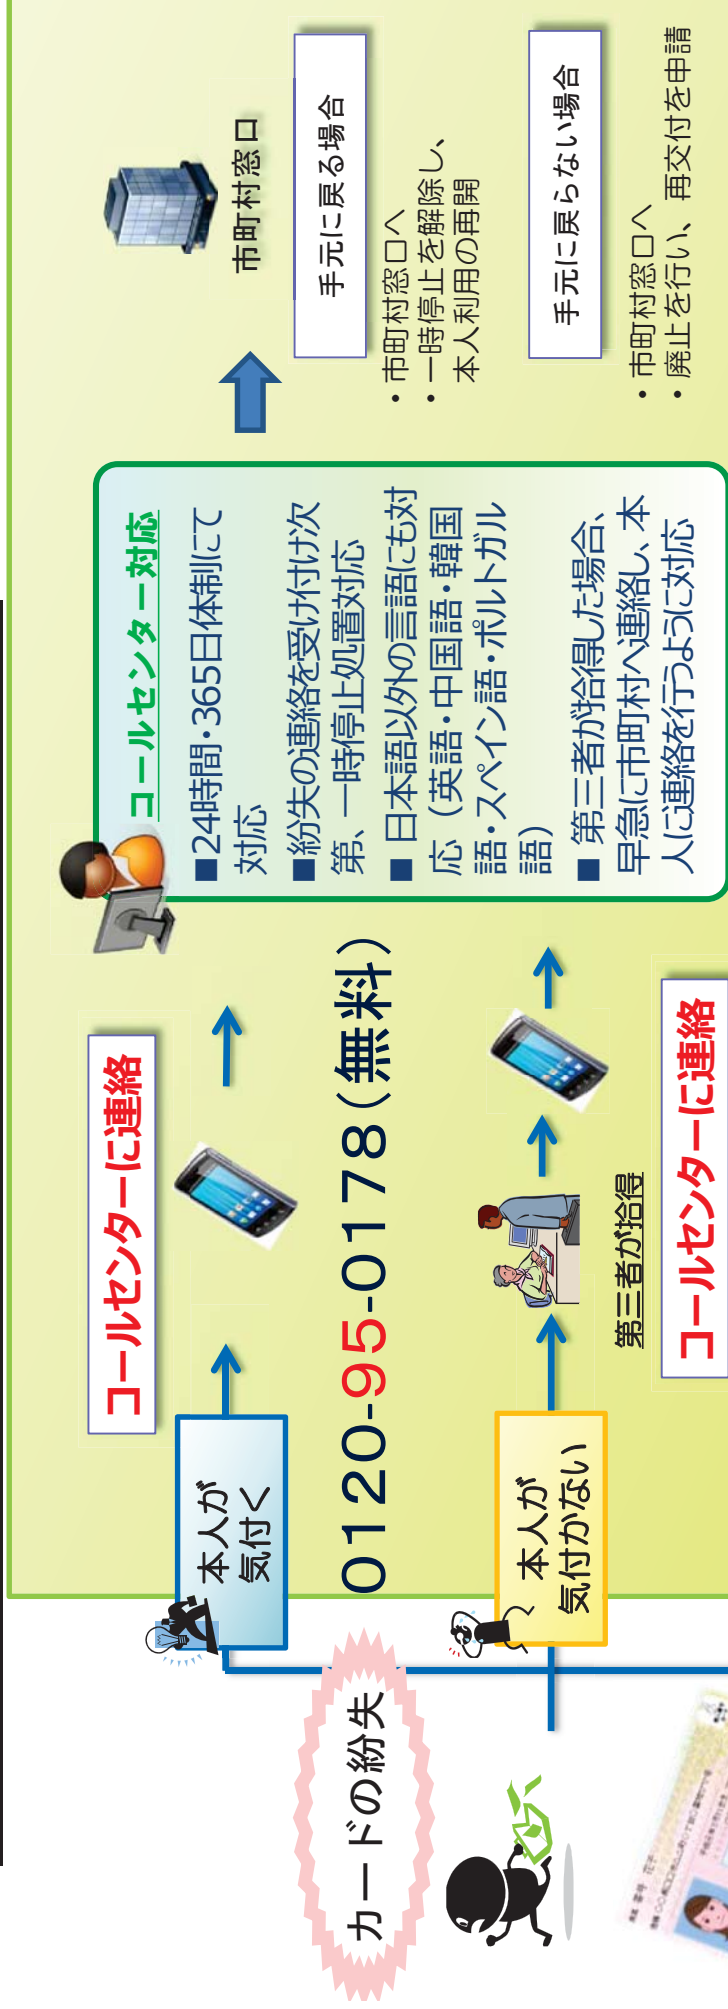 カードの紛失
本人が
気付く
コールセンターに連絡
0120-95-0178(無料)
本人が
気付かない
第三者が拾得
コールセンターに連絡
コールセンター対応
■24時間・365日体制にて
対応
■紛失の連絡を受け付け次
第、一時停止処置対応
■ 日本語以外の言語にも対
応（英語・中国語・韓国
語・スペイン語・ポルトガル
語）
■ 第三者が拾得した場合、
早急に市町村へ連絡し、本
人に連絡を行うように対応
市町村窓口
手元に戻る場合
・市町村窓口へ
・一時停止を解除し、
本人利用の再開
手元に戻らない場合
・市町村窓口へ
・廃止を行い、再交付を申請